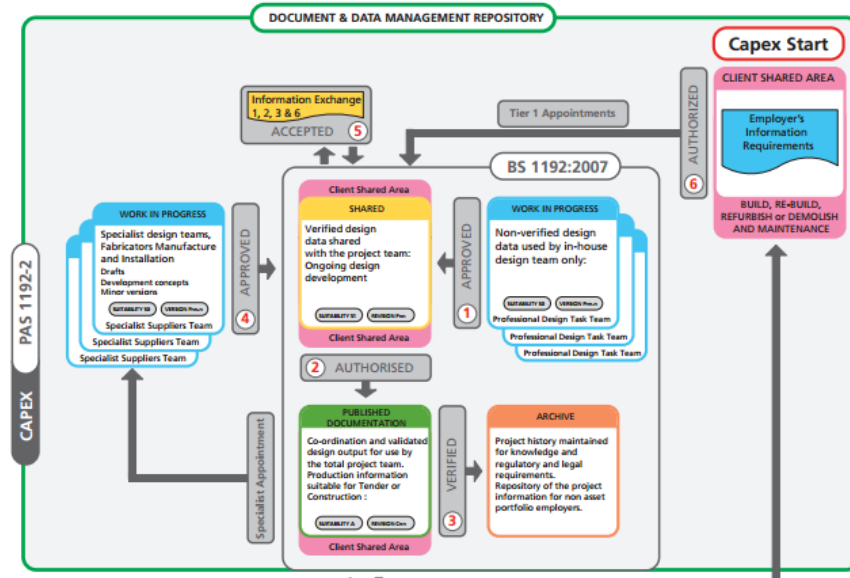 DOCUMENT & DATA MANAGEMENT REPOSITORY
Capex Start
CLIENT SHARED AREA
Employer's
Information
Requirements
BUILD, RE-BUILD,
REFURBISH or DEMOLISH
AND MAINTENANCE
AUTHORIZED
6
Tier 1 Appointments
Information Exchange
1, 2, 3 & 6
ACCEPTED
5
BS 1192:2007
Client Shared Area
SHARED
Verified design
data shared
with the project team:
Ongoing design
development
SUITABILITY S1
Client Shared Area
APPROVED
1
WORK IN PROGRESS
Non-verified design
data used by in-house
design team only:
SUITABILITY S0
VERSION Pnn.n
Professional Design Task Team
Professional Design Task Team
Professional Design Task Team
WORK IN PROGRESS
Specialist design teams,
Fabricators Manufacture
and Installation
Drafts
Development concepts
Minor versions
SUITABILITY S0
VERSION Pnn.n
Specialist Suppliers Team
Specialist Suppliers Team
Specialist Suppliers Team
APPROVED
4
PAS 1192-2
CAPEX
2
AUTHORISED
PUBLISHED
DOCUMENTATION
Co-ordination and validated
design output for use by
the total project team.
Production information
suitable for Tender or
Construction :
SUITABILITY A
Client Shared Area
Specialist Appointment
VERIFIED
3
ARCHIVE
Project history maintained
for knowledge and
regulatory and legal
requirements.
Repository of the project
information for non asset
portfolio employers.